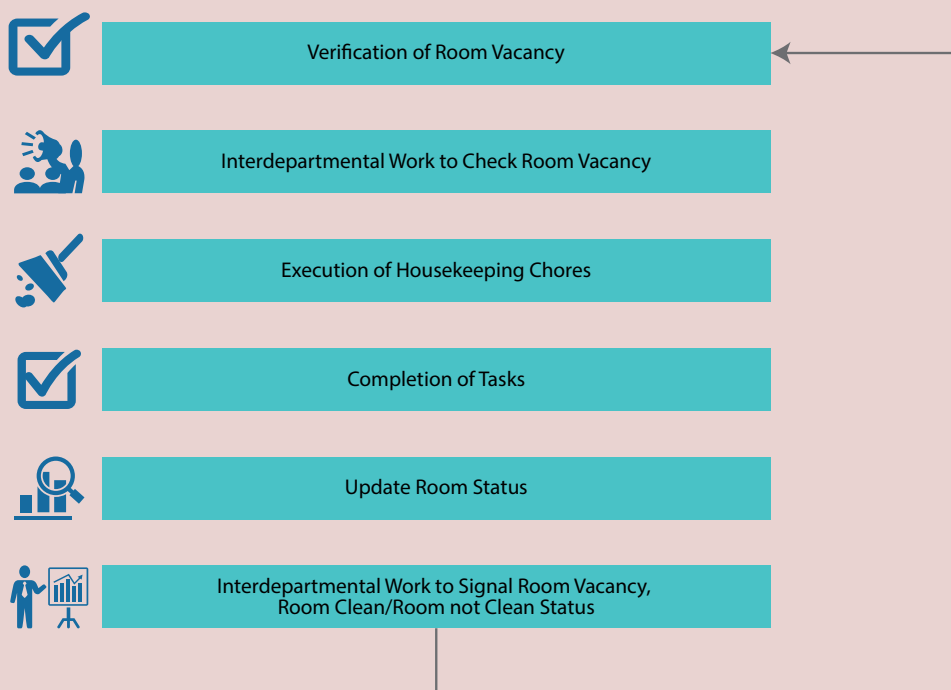 Verification of Room Vacancy
Interdepartmental Work to Check Room Vacancy
Execution of Housekeeping Chores
Completion of Tasks
Update Room Status
Interdepartmental Work to Signal Room Vacancy,
Room Clean/Room not Clean Status